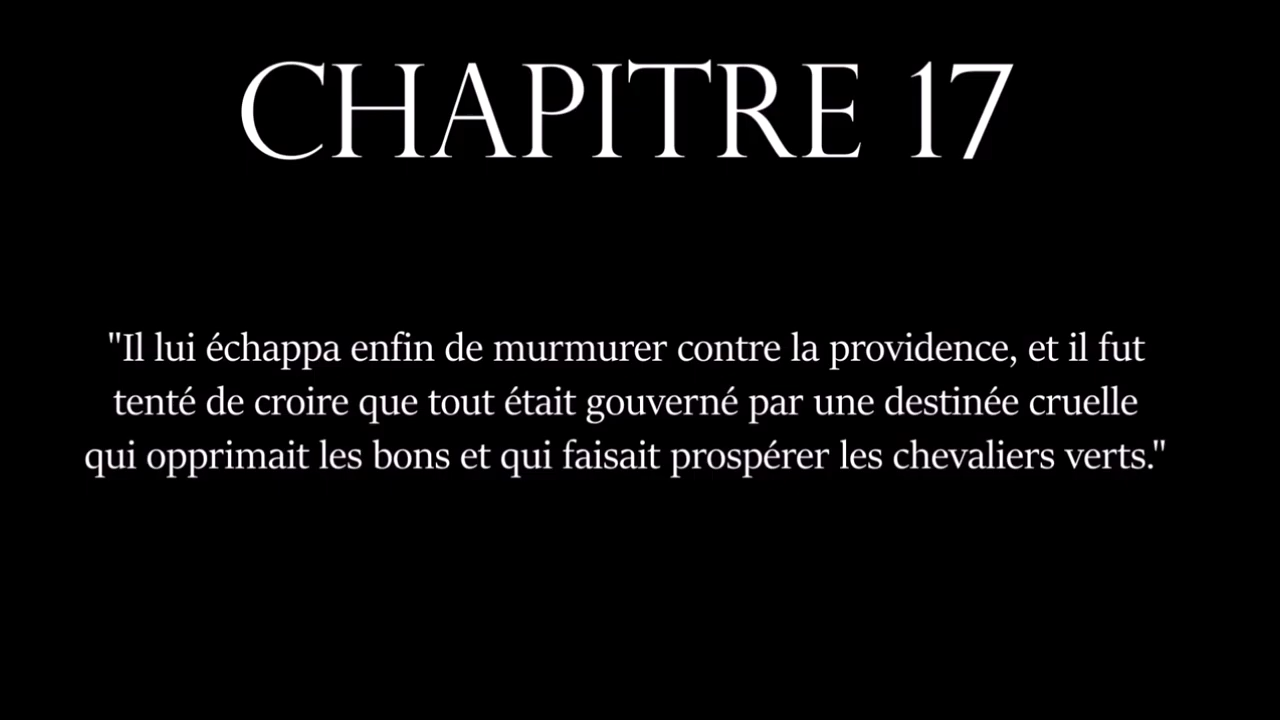 CHAPITRE 17
"Il lui échappa enfin de murmurer contre la providence, et il fut
tenté de croire que tout était gouverné par une destinée cruelle
qui opprimait les bons et qui faisait prospérer les chevaliers verts."